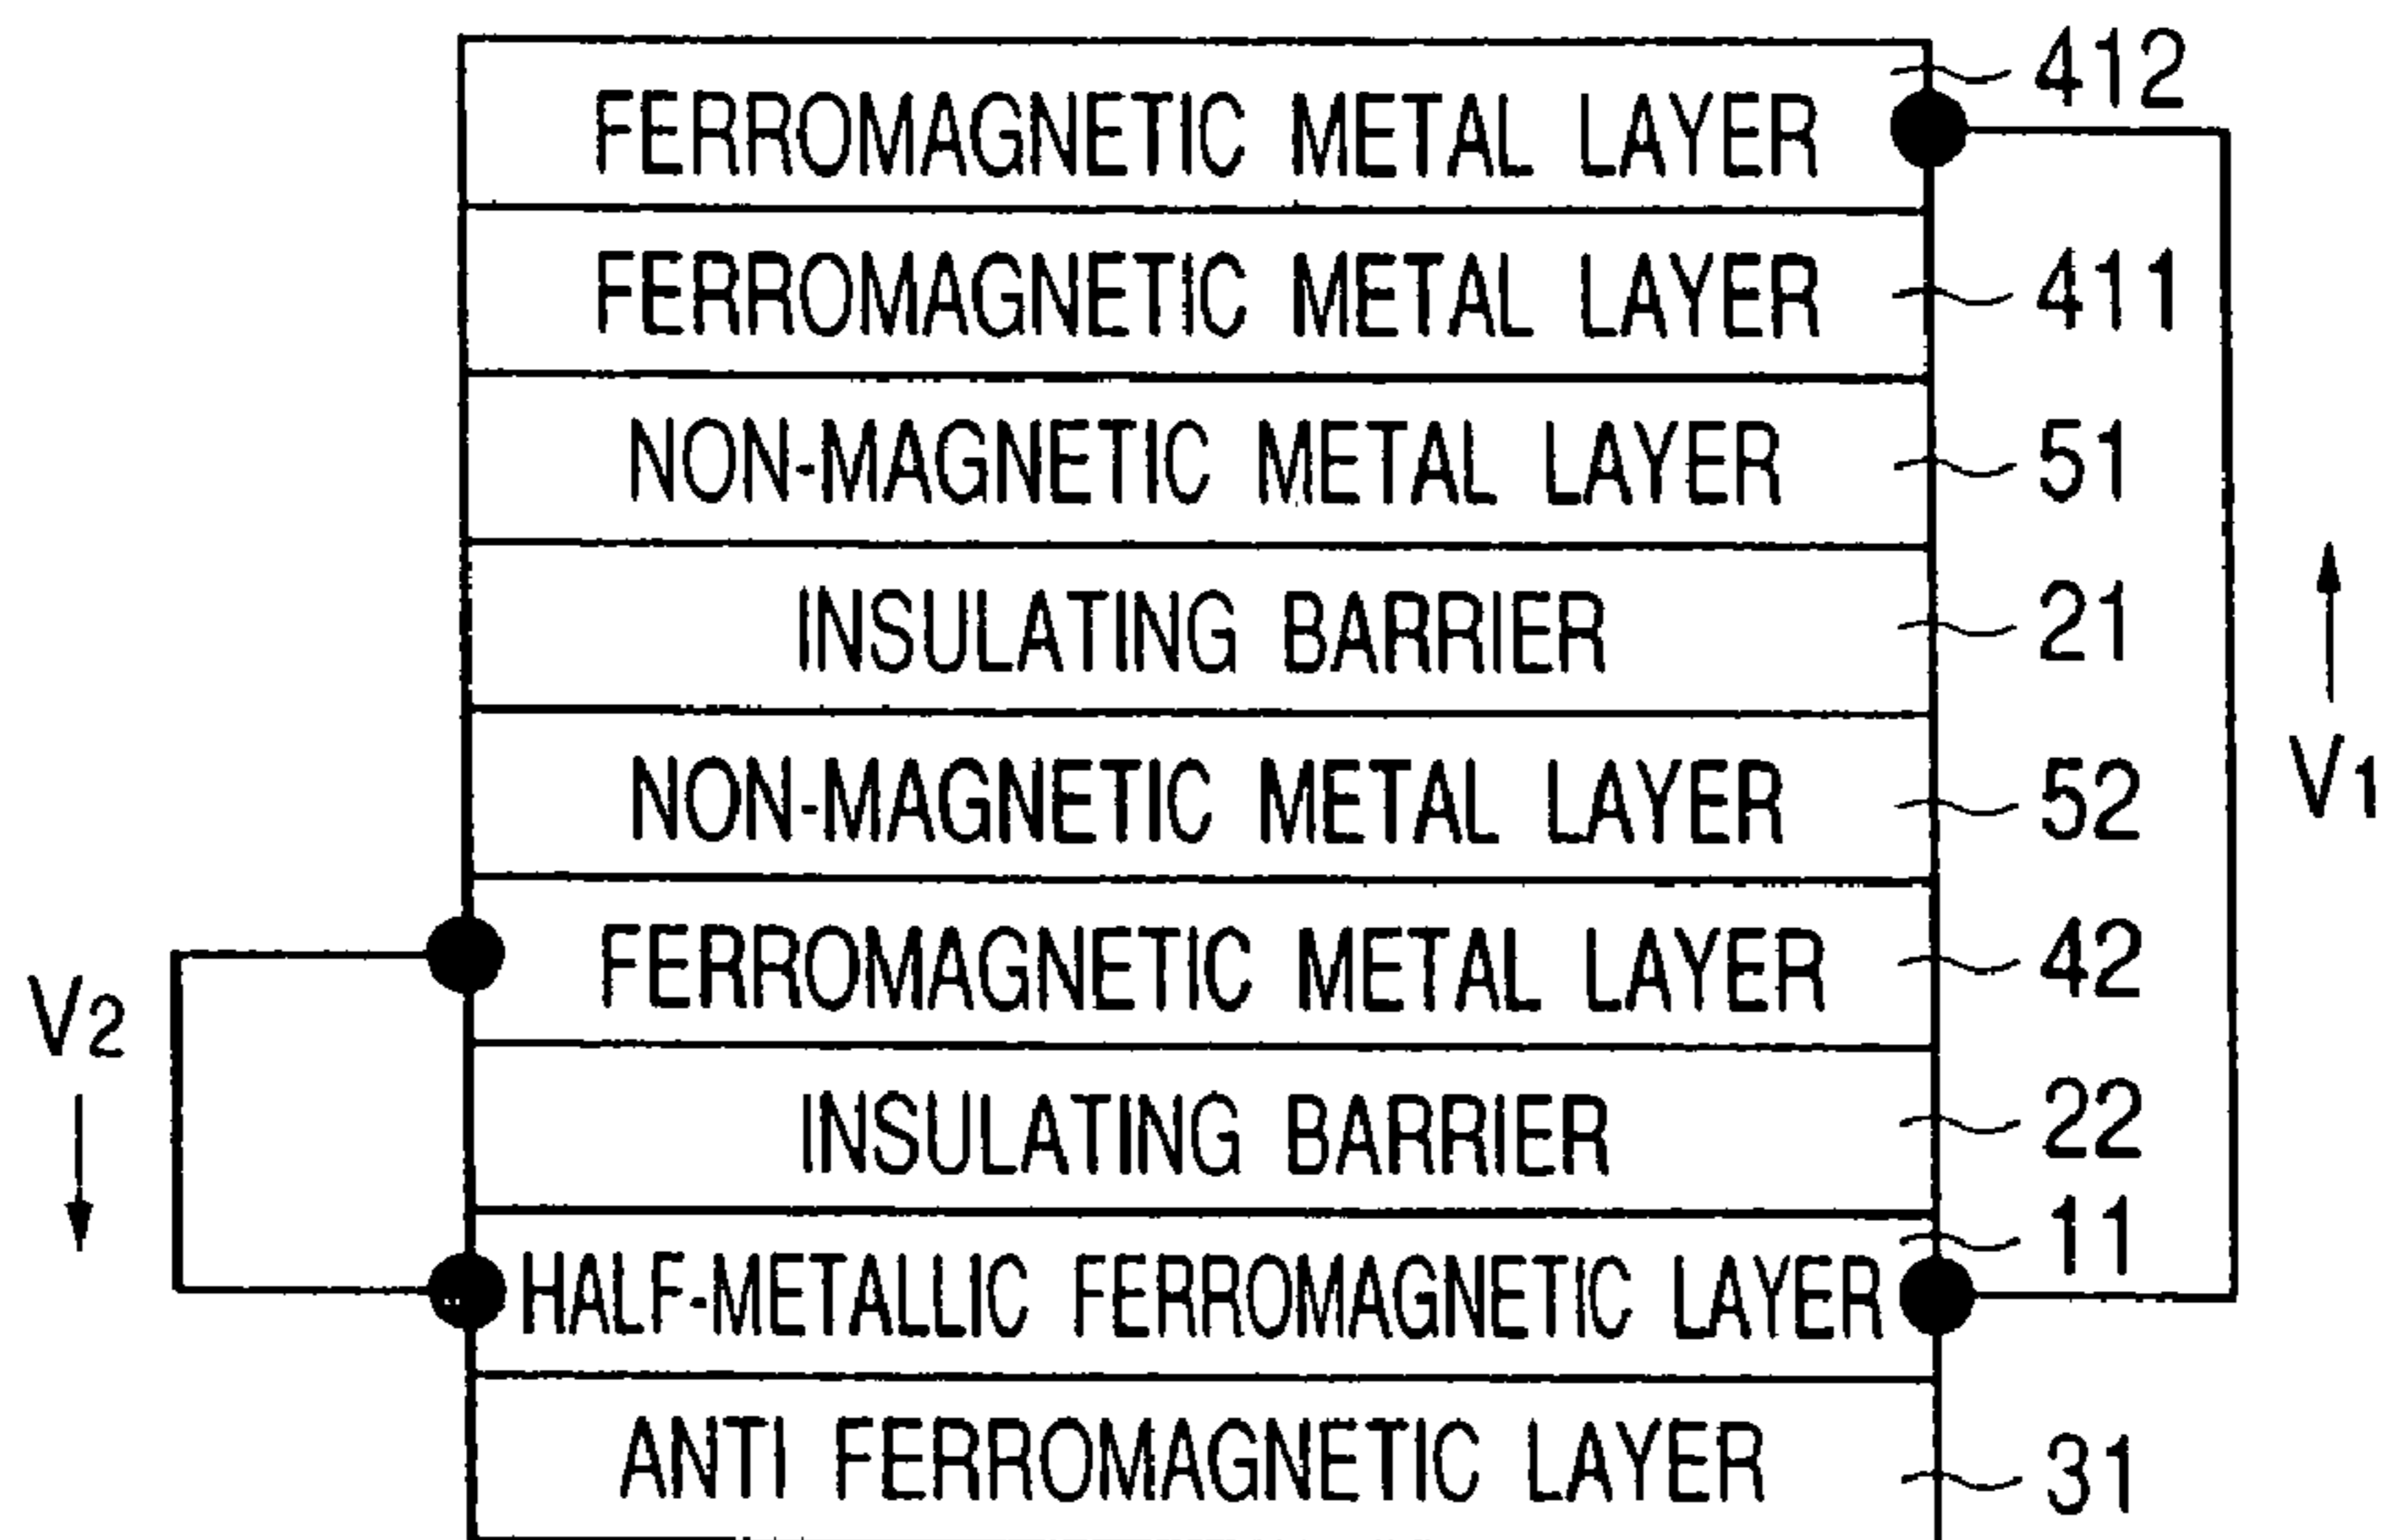 FERROMAGNETIC METAL LAYER 412
FERROMAGNETIC METAL LAYER 411
NON-MAGNETIC METAL LAYER 51
INSULATING BARRIER 21
NON-MAGNETIC METAL LAYER 52
V1
FERROMAGNETIC METAL LAYER 42
V2
INSULATING BARRIER 22
HALF-METALLIC FERROMAGNETIC LAYER 11
ANTI FERROMAGNETIC LAYER 31